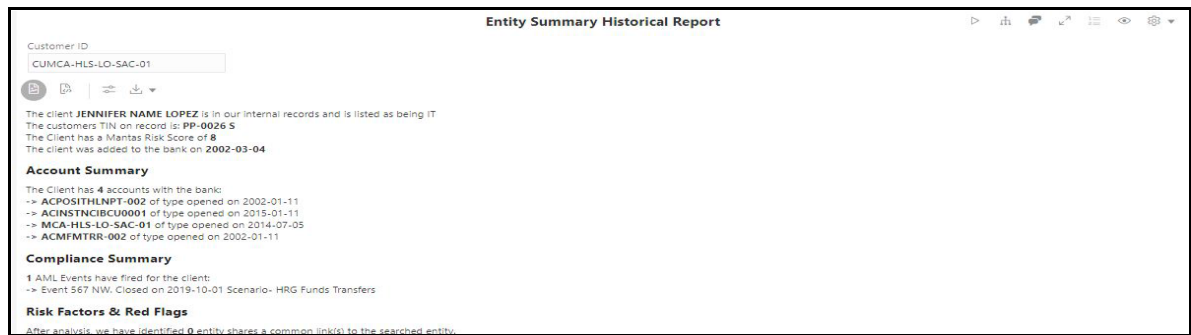 Entity Summary Historical Report
Customer ID
CUMCA-HLS-LO-SAC-01
The client JENNIFER NAME LOPEZ is in our internal records and is listed as being IT
The customers TIN on record is: PP-0026 S
The Client has a Mantas Risk Score of 8
The client was added to the bank on 2002-03-04
Account Summary
The Client has 4 accounts with the bank:
-> ACPOSITHLNPT-002 of type opened on 2002-01-11
-> ACINSTNCIBCU0001 of type opened on 2015-01-11
-> MCA-HLS-LO-SAC-01 of type opened on 2014-07-05
-> ACMFMTRR-002 of type opened on 2002-01-11
Compliance Summary
1 AML Events have fired for the client:
-> Event 567 NW. Closed on 2019-10-01 Scenario- HRG Funds Transfers
Risk Factors & Red Flags
After analysis, we have identified 0 entity shares a common link(s) to the searched entity.